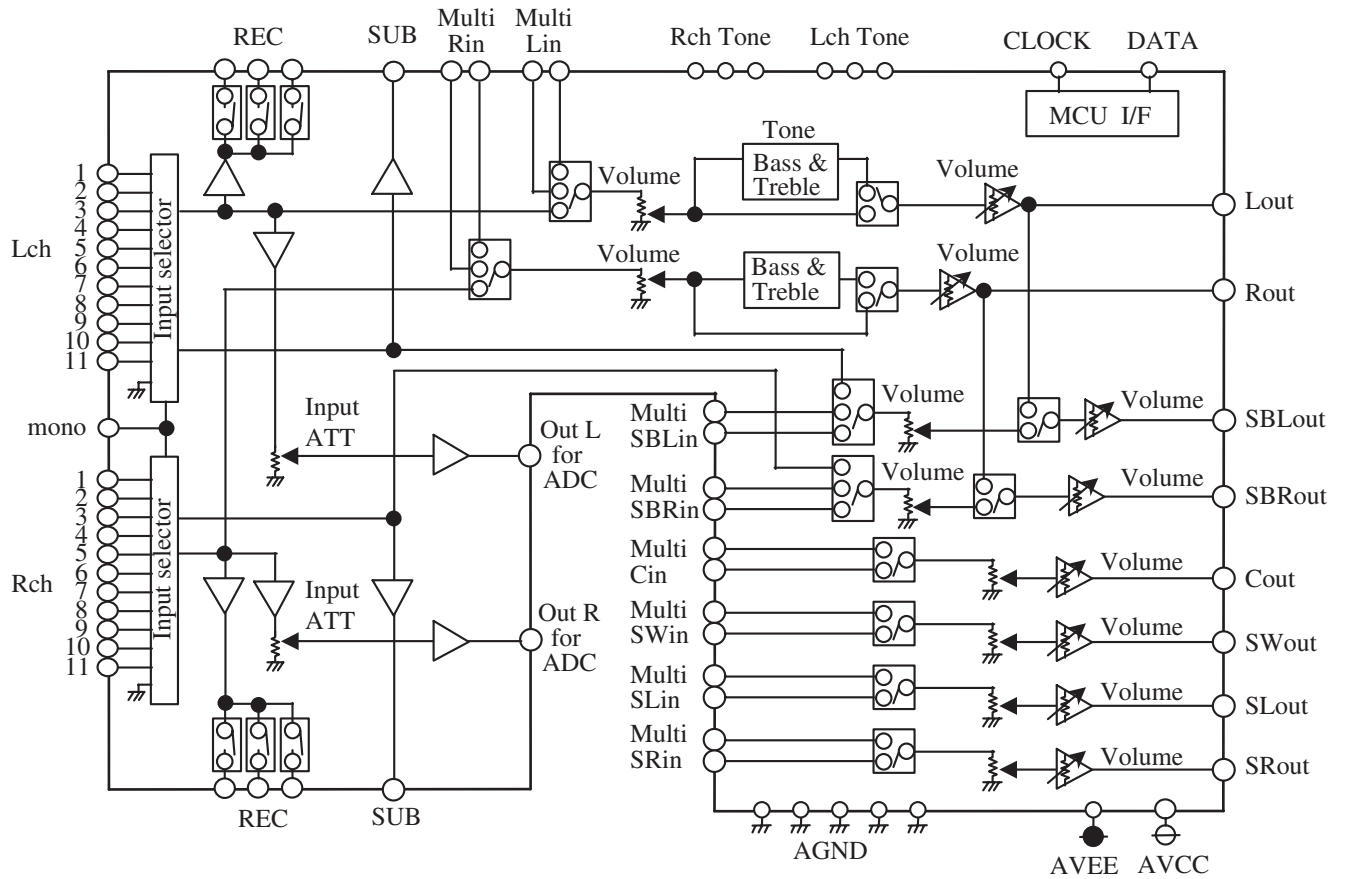 REC
SUB
Multi
Rin
Multi
Lin
Rch Tone
Lch Tone
CLOCK
DATA
MCU I/F
Tone
Bass &
Treble
Volume
Volume
Lout
Lch
1
2
3
4
5
6
7
8
9
10
11
Input selector
Volume
Bass &
Treble
Volume
Rout
mono
Input
ATT
Out L
for
ADC
Multi
SBLin
Volume
Volume
SBLout
Multi
SBRin
Volume
Volume
SBRout
Rch
1
2
3
4
5
6
7
8
9
10
11
Input selector
Input
ATT
Out R
for
ADC
Multi
Cin
Volume
Cout
Multi
SWin
Volume
SWout
Multi
SLin
Volume
SLout
Multi
SRin
Volume
SRout
REC
SUB
AGND
AVEE
AVCC